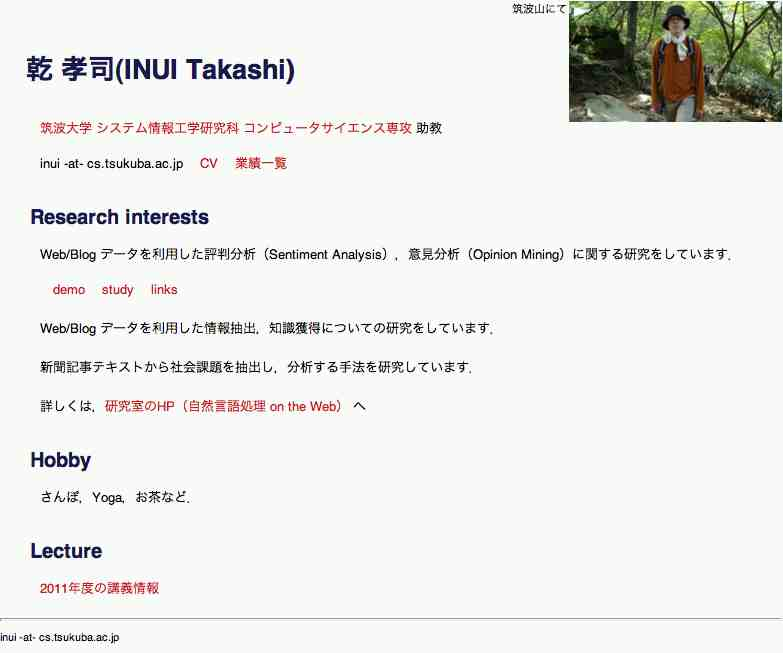 筑波山にて
乾 孝司(INUI Takashi)
筑波大学 システム情報工学研究科 コンピュータサイエンス専攻 助教
inui -at- cs.tsukuba.ac.jp CV 業績一覧
Research interests
Web/Blog データを利用した評判分析（Sentiment Analysis），意見分析（Opinion Mining）に関する研究をしています．
demo study links
Web/Blog データを利用した情報抽出，知識獲得についての研究をしています．
新聞記事テキストから社会課題を抽出し，分析する手法を研究しています．
詳しくは，研究室のHP（自然言語処理 on the Web） へ
Hobby
さんぽ，Yoga，お茶など．
Lecture
2011年度の講義情報
inui -at- cs.tsukuba.ac.jp